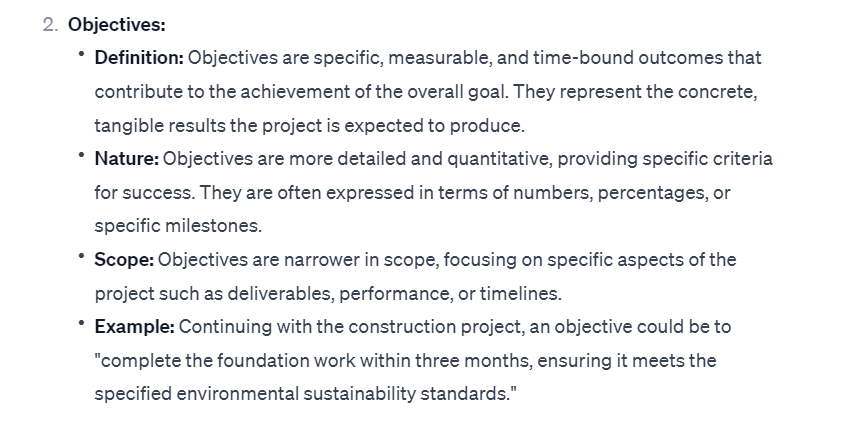 2. Objectives:
• Definition: Objectives are specific, measurable, and time-bound outcomes that
contribute to the achievement of the overall goal. They represent the concrete,
tangible results the project is expected to produce.
• Nature: Objectives are more detailed and quantitative, providing specific criteria
for success. They are often expressed in terms of numbers, percentages, or
specific milestones.
• Scope: Objectives are narrower in scope, focusing on specific aspects of the
project such as deliverables, performance, or timelines.
• Example: Continuing with the construction project, an objective could be to
"complete the foundation work within three months, ensuring it meets the
specified environmental sustainability standards."